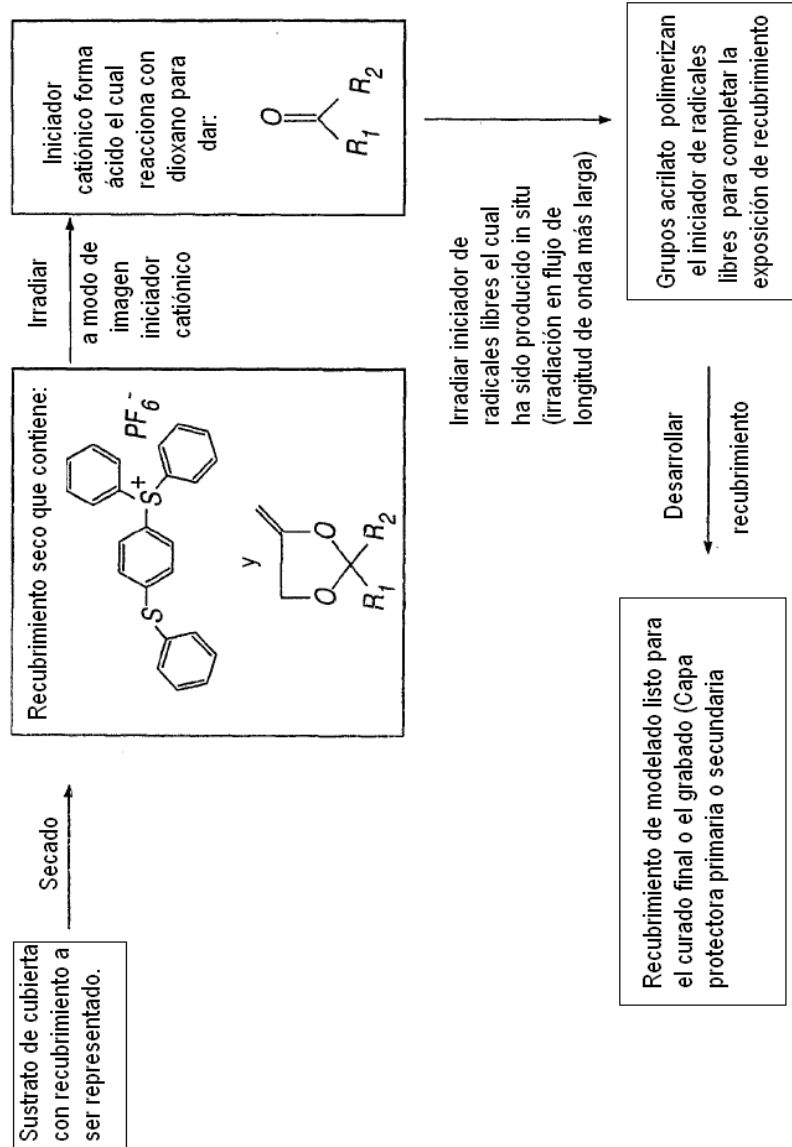 Sustrato de cubierta
con recubrimiento a
ser representado.
Secado
Recubrimiento seco que contiene:
S
S+
PF6-
y
O
O
R1
R2
Irradiar
a modo de
imagen
iniciador
catiónico
Iniciador
catiónico forma
ácido el cual
reacciona con
dioxano para
dar:
O
R1
R2
Irradiar iniciador de
radicales libres el cual
ha sido producido in situ
(irradiación en flujo de
longitud de onda más larga)
Grupos acrilato polimerizan
el iniciador de radicales
libres para completar la
exposición de recubrimiento
Desarrollar
recubrimiento
Recubrimiento de modelado listo para
el curado final o el grabado (Capa
protectora primaria o secundaria